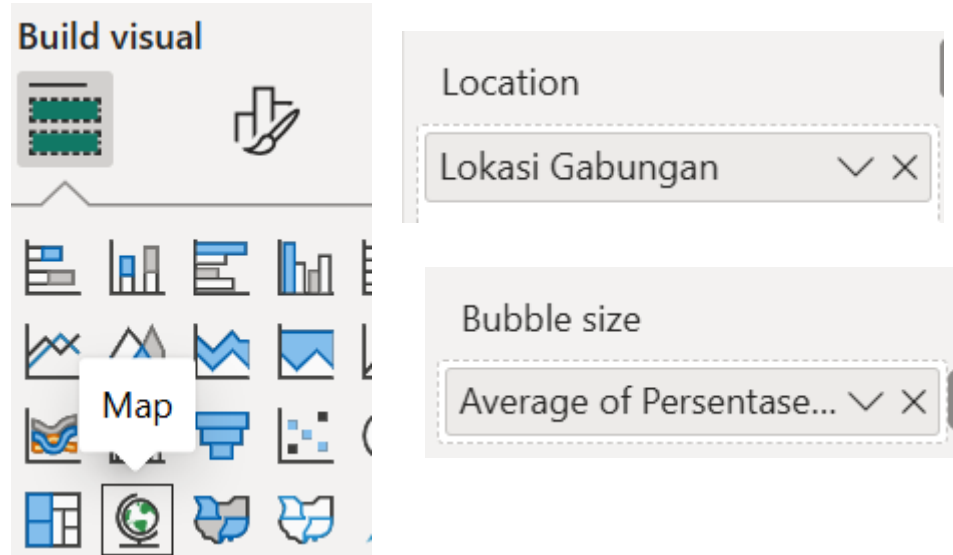 Build visual
Map
Location
Lokasi Gabungan
Bubble size
Average of Persentase...